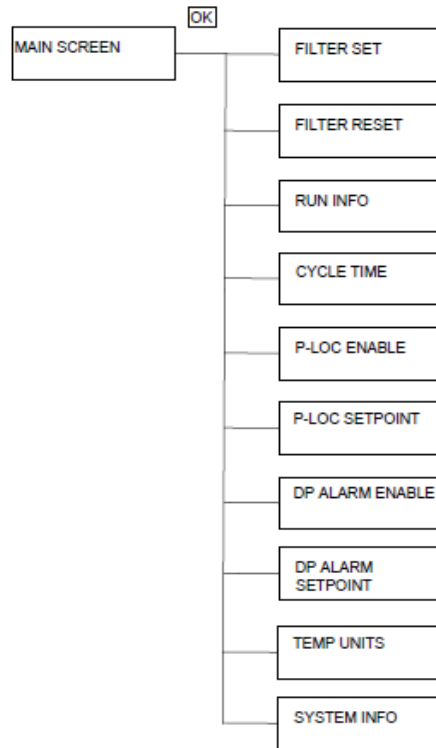 OK
MAIN SCREEN
FILTER SET
FILTER RESET
RUN INFO
CYCLE TIME
P-LOC ENABLE
P-LOC SETPOINT
DP ALARM ENABLE
DP ALARM
SETPOINT
TEMP UNITS
SYSTEM INFO